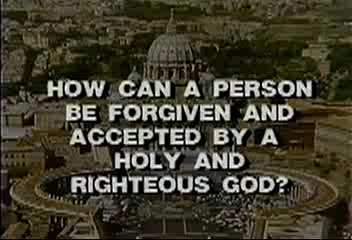 HOW CAN A PERSON
BE FORGIVEN AND
ACCEPTED BY A
HOLY AND
RIGHTEOUS GOD?